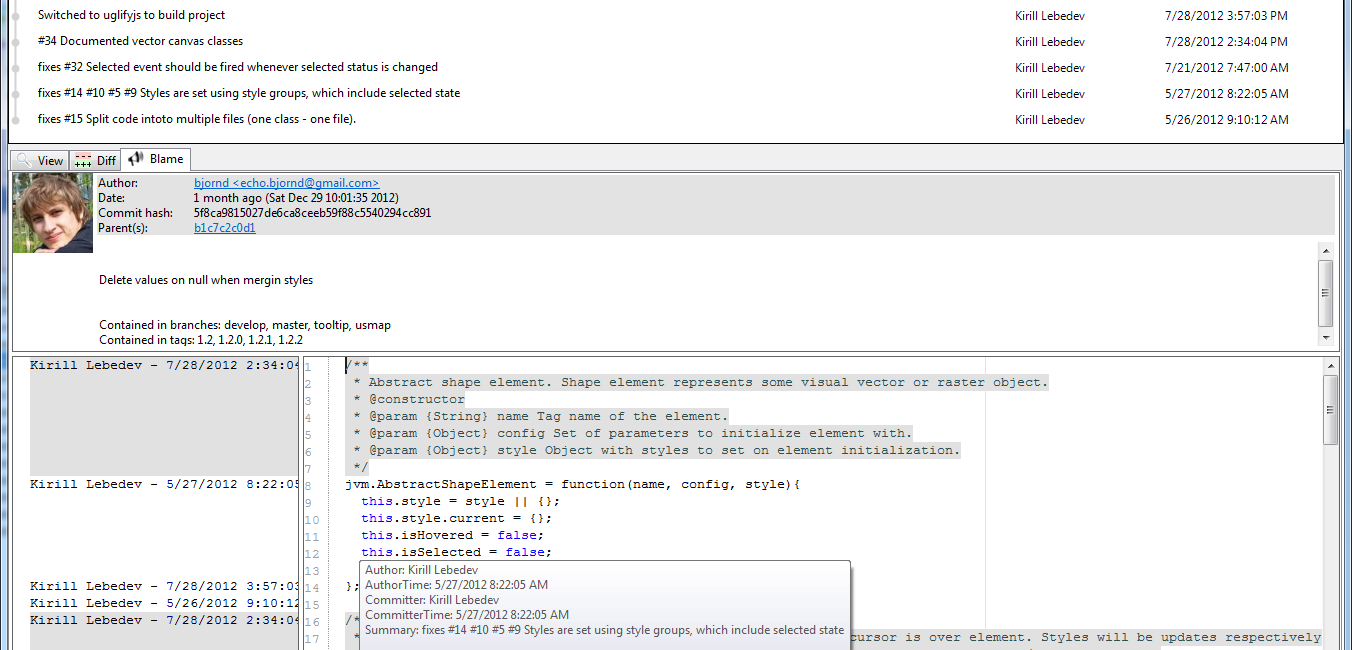 Switched to uglifyjs to build project Kirill Lebedev 7/28/2012 3:57:03 PM
#34 Documented vector canvas classes Kirill Lebedev 7/28/2012 2:34:04 PM
fixes #32 Selected event should be fired whenever selected status is changed Kirill Lebedev 7/21/2012 7:47:00 AM
fixes #14 #10 #5 #9 Styles are set using style groups, which include selected state Kirill Lebedev 5/27/2012 8:22:05 AM
fixes #15 Split code intoto multiple files (one class - one file). Kirill Lebedev 5/26/2012 9:10:12 AM
View Diff Blame
Author: bjornd <echo.bjornd@gmail.com>
Date: 1 month ago (Sat Dec 29 10:01:35 2012)
Commit hash: 5f8ca9815027de6ca8ceeb59f88c5540294cc891
Parent(s): b1c7c2c0d1
Delete values on null when mergin styles
Contained in branches: develop, master, tooltip, usmap
Contained in tags: 1.2, 1.2.0, 1.2.1, 1.2.2
Kirill Lebedev - 7/28/2012 2:34:04 1 /**
2 * Abstract shape element. Shape element represents some visual vector or raster object.
3 * @constructor
4 * @param {String} name Tag name of the element.
5 * @param {Object} config Set of parameters to initialize element with.
6 * @param {Object} style Object with styles to set on element initialization.
7 */
Kirill Lebedev - 5/27/2012 8:22:05 8 jvm.AbstractShapeElement = function(name, config, style){
9 this.style = style || {};
10 this.style.current = {};
11 this.isHovered = false;
12 this.isSelected = false;
13 Author: Kirill Lebedev
AuthorTime: 5/27/2012 8:22:05 AM
Kirill Lebedev - 7/28/2012 3:57:03 14 };
Committer: Kirill Lebedev
Kirill Lebedev - 5/26/2012 9:10:12 15
CommitterTime: 5/27/2012 8:22:05 AM
Kirill Lebedev - 7/28/2012 2:34:04 16 /*
Summary: fixes #14 #10 #5 #9 Styles are set using style groups, which include selected state
17 * cursor is over element. Styles will be updates respectively